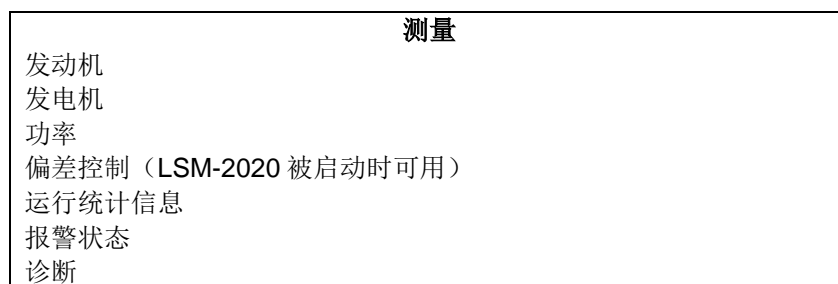 测量
发动机
发电机
功率
偏差控制（LSM-2020 被启动时可用）
运行统计信息
报警状态
诊断